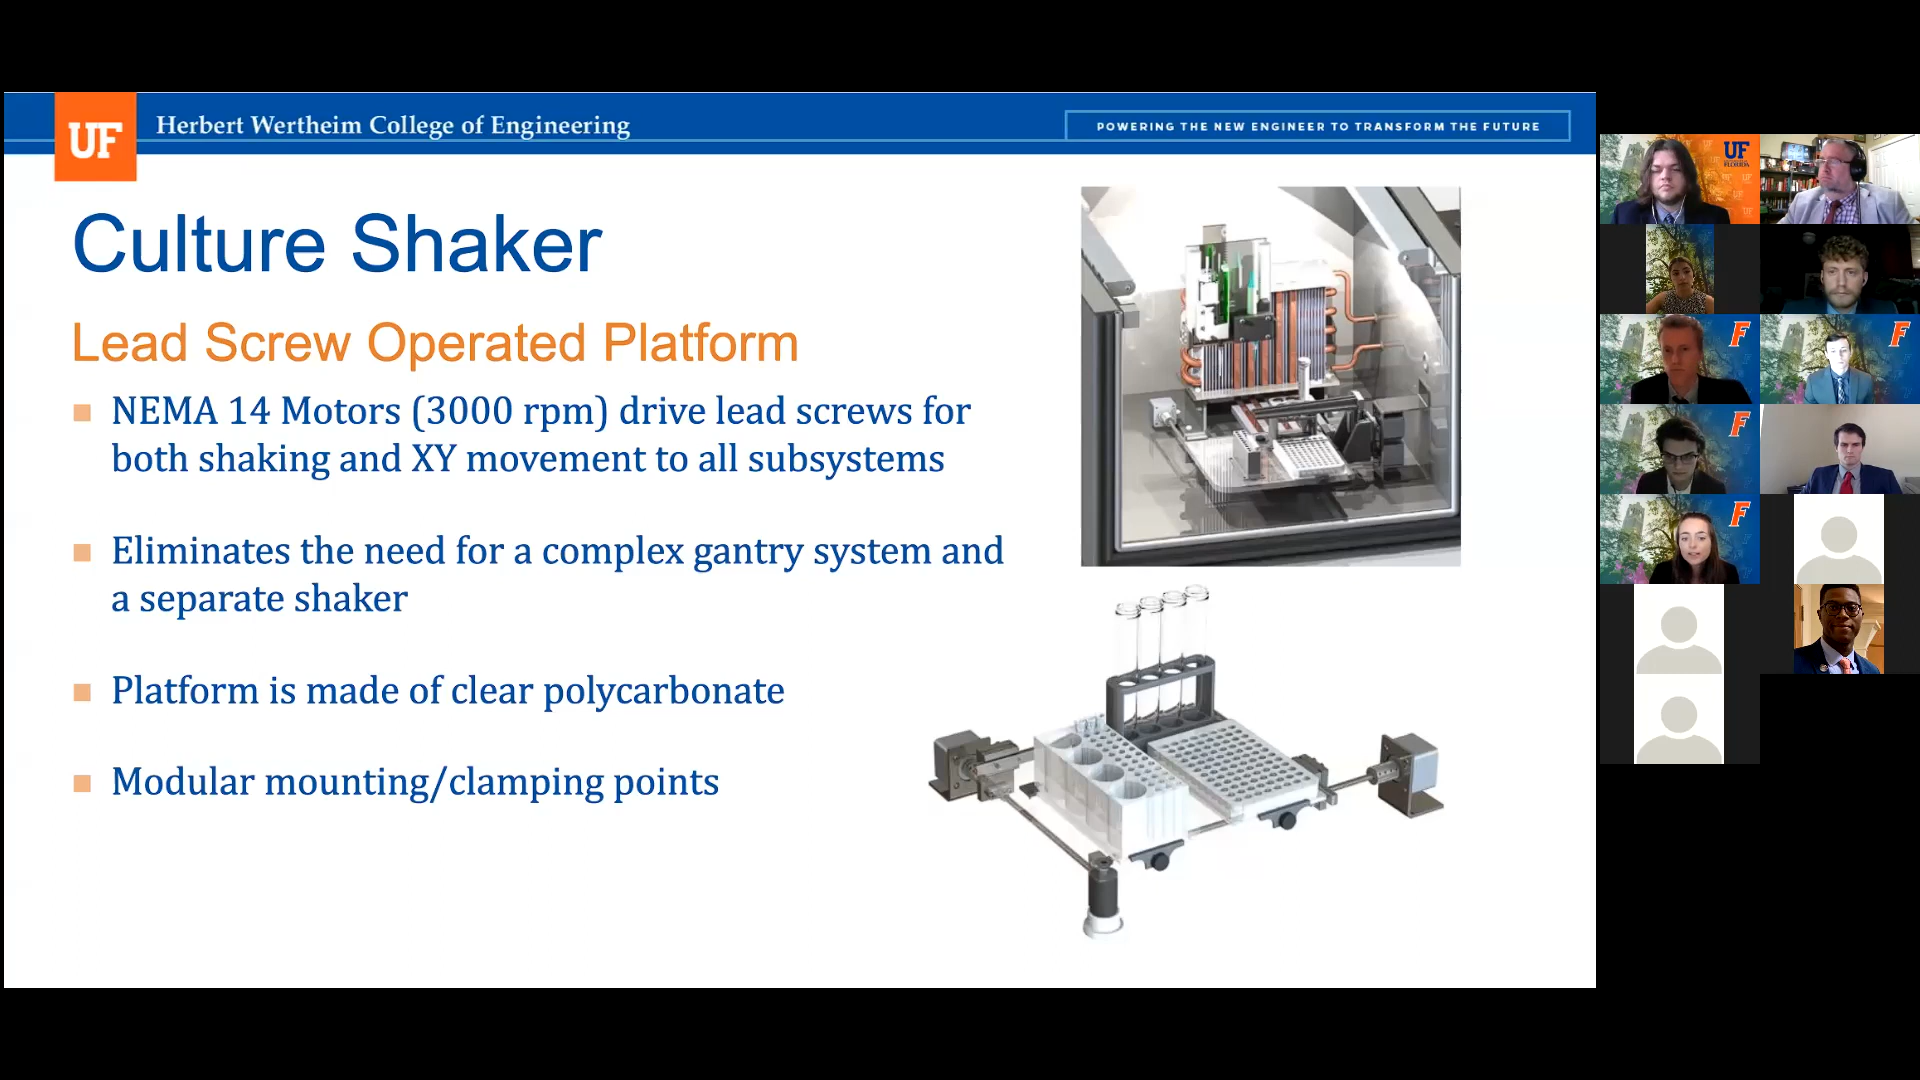 UF
Herbert Wertheim College of Engineering
POWERING THE NEW ENGINEER TO TRANSFORM THE FUTURE
Culture Shaker
Lead Screw Operated Platform
NEMA 14 Motors (3000 rpm) drive lead screws for
both shaking and XY movement to all subsystems
Eliminates the need for a complex gantry system and
a separate shaker
Platform is made of clear polycarbonate
Modular mounting/clamping points
UF
F
F
F
F